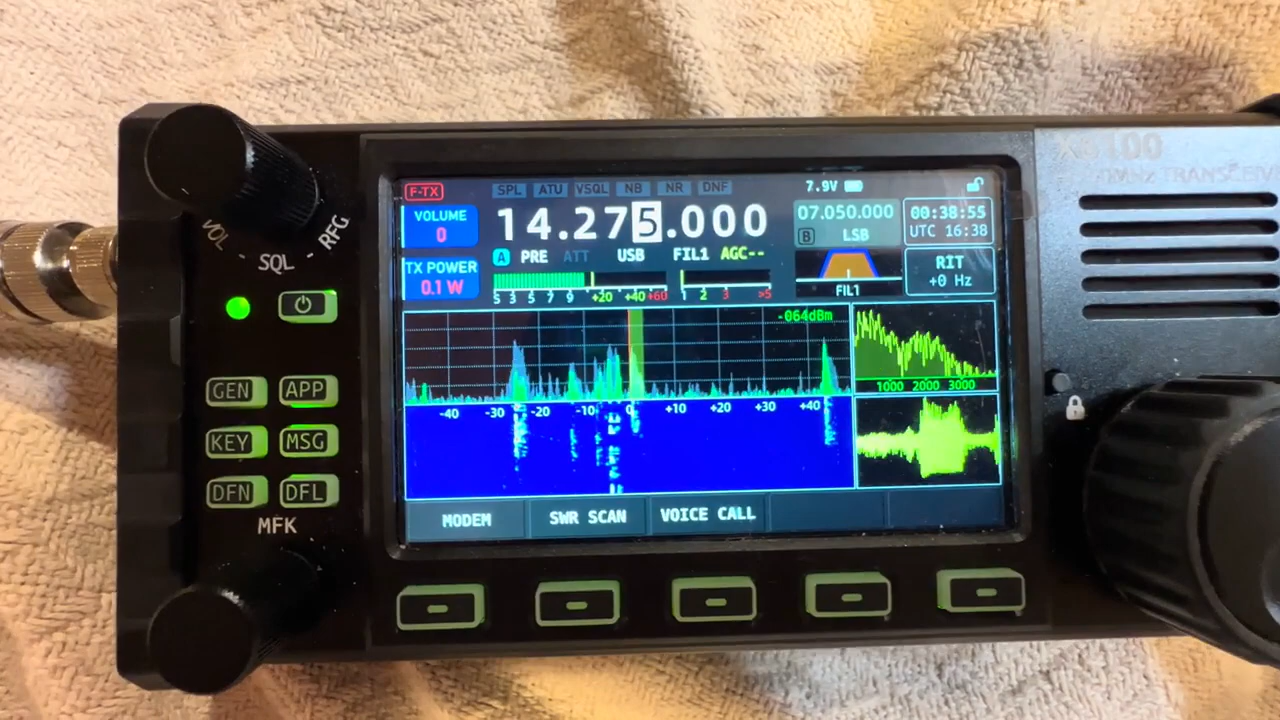 X6100
TRANSCEIVER
F-TX
SPL ATU VSQL NB NR DNF
7.9V
VOLUME
0
14.275.000
07.050.000
B LSB
00:38:55
UTC 16:38
A PRE ATT USB FIL1 AGC--
TX POWER
0.1 W
S 3 5 7 9 +20 +40 +60
1 2 3 >5
FIL1
RIT
+0 Hz
-064dBm
1000 2000 3000
-40 -30 -20 -10 0 +10 +20 +30 +40
MODEM SWR SCAN VOICE CALL
VOL SQL RFG
GEN APP
KEY MSG
DFN DFL
MFK